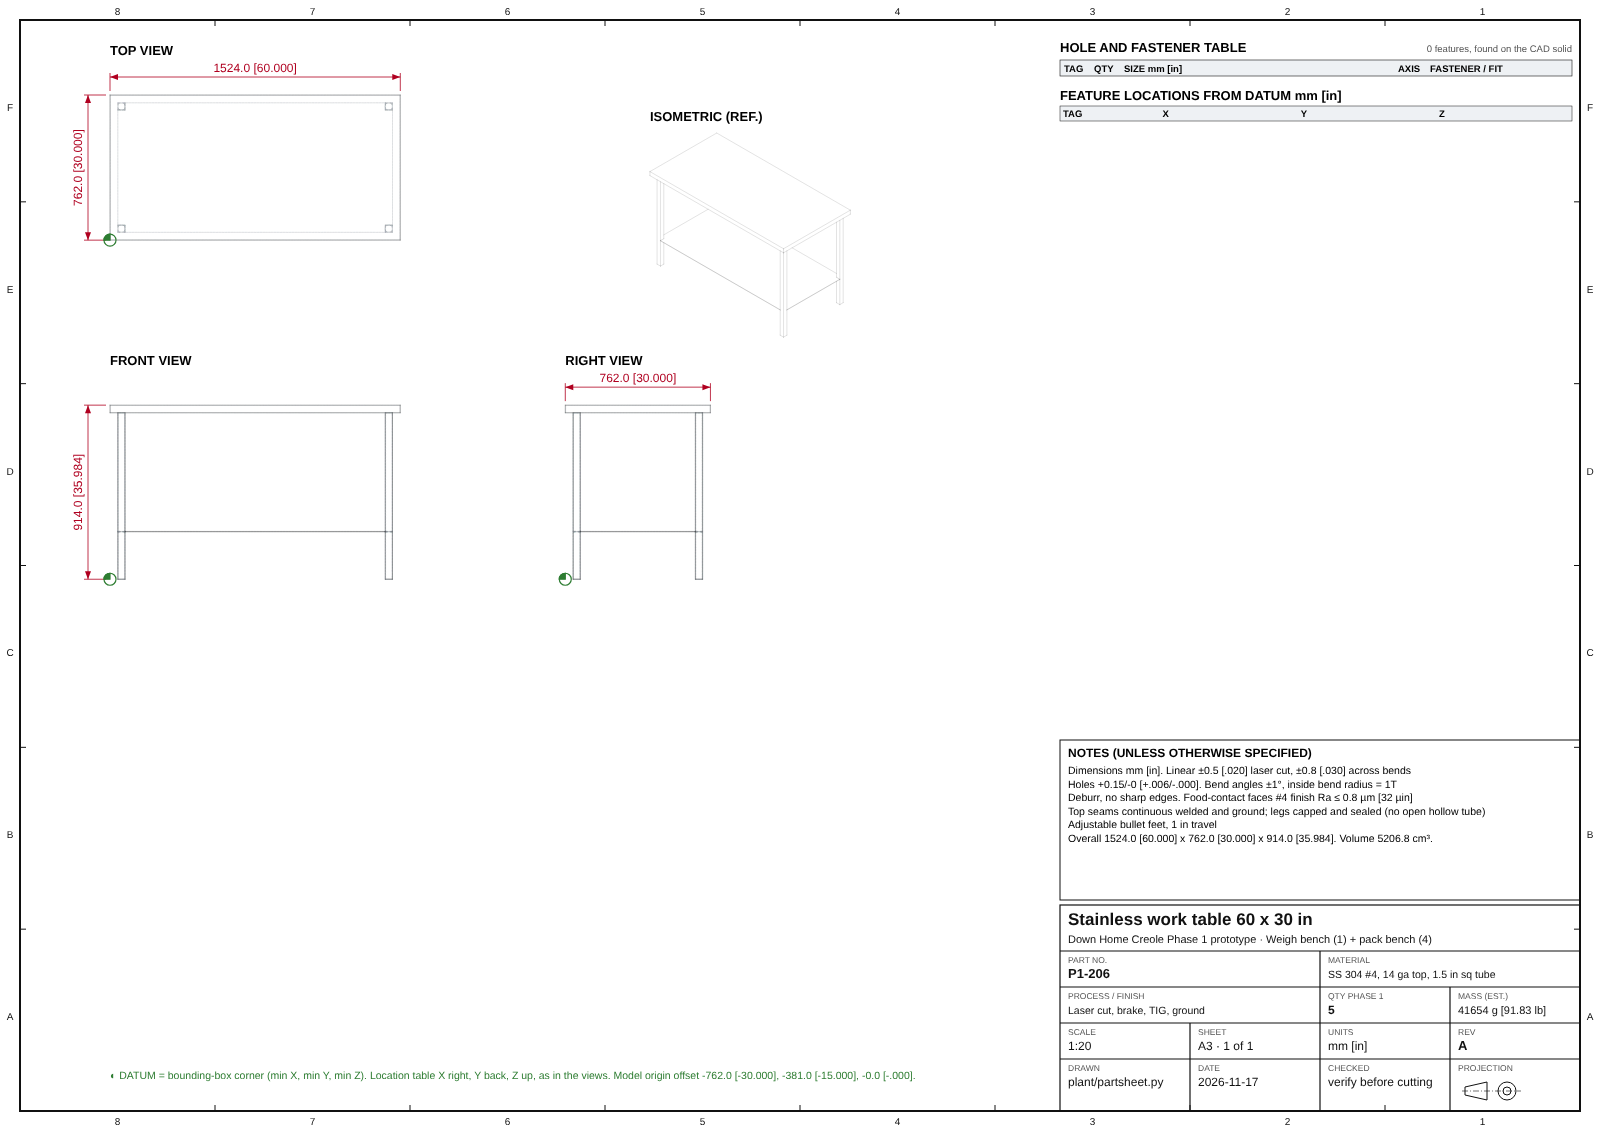 8 7 6 5 4 3 2 1
TOP VIEW
1524.0 [60.000]
762.0 [30.000]
ISOMETRIC (REF.)
HOLE AND FASTENER TABLE
0 features, found on the CAD solid
TAG QTY SIZE mm [in] AXIS FASTENER / FIT
FEATURE LOCATIONS FROM DATUM mm [in]
TAG X Y Z
F F
E E
FRONT VIEW
914.0 [35.984]
RIGHT VIEW
762.0 [30.000]
D D
C C
NOTES (UNLESS OTHERWISE SPECIFIED)
Dimensions mm [in]. Linear ±0.5 [.020] laser cut, ±0.8 [.030] across bends
Holes +0.15/-0 [+.006/-.000]. Bend angles ±1°, inside bend radius = 1T
Deburr, no sharp edges. Food-contact faces #4 finish Ra ≤ 0.8 µm [32 µin]
Top seams continuous welded and ground; legs capped and sealed (no open hollow tube)
Adjustable bullet feet, 1 in travel
Overall 1524.0 [60.000] x 762.0 [30.000] x 914.0 [35.984]. Volume 5206.8 cm³.
B B
Stainless work table 60 x 30 in
Down Home Creole Phase 1 prototype · Weigh bench (1) + pack bench (4)
PART NO.
P1-206
MATERIAL
SS 304 #4, 14 ga top, 1.5 in sq tube
PROCESS / FINISH
Laser cut, brake, TIG, ground
QTY PHASE 1
5
MASS (EST.)
41654 g [91.83 lb]
A A
SCALE
1:20
SHEET
A3 · 1 of 1
UNITS
mm [in]
REV
A
DRAWN
plant/partsheet.py
DATE
2026-11-17
CHECKED
verify before cutting
PROJECTION
DATUM = bounding-box corner (min X, min Y, min Z). Location table X right, Y back, Z up, as in the views. Model origin offset -762.0 [-30.000], -381.0 [-15.000], -0.0 [-.000].
8 7 6 5 4 3 2 1